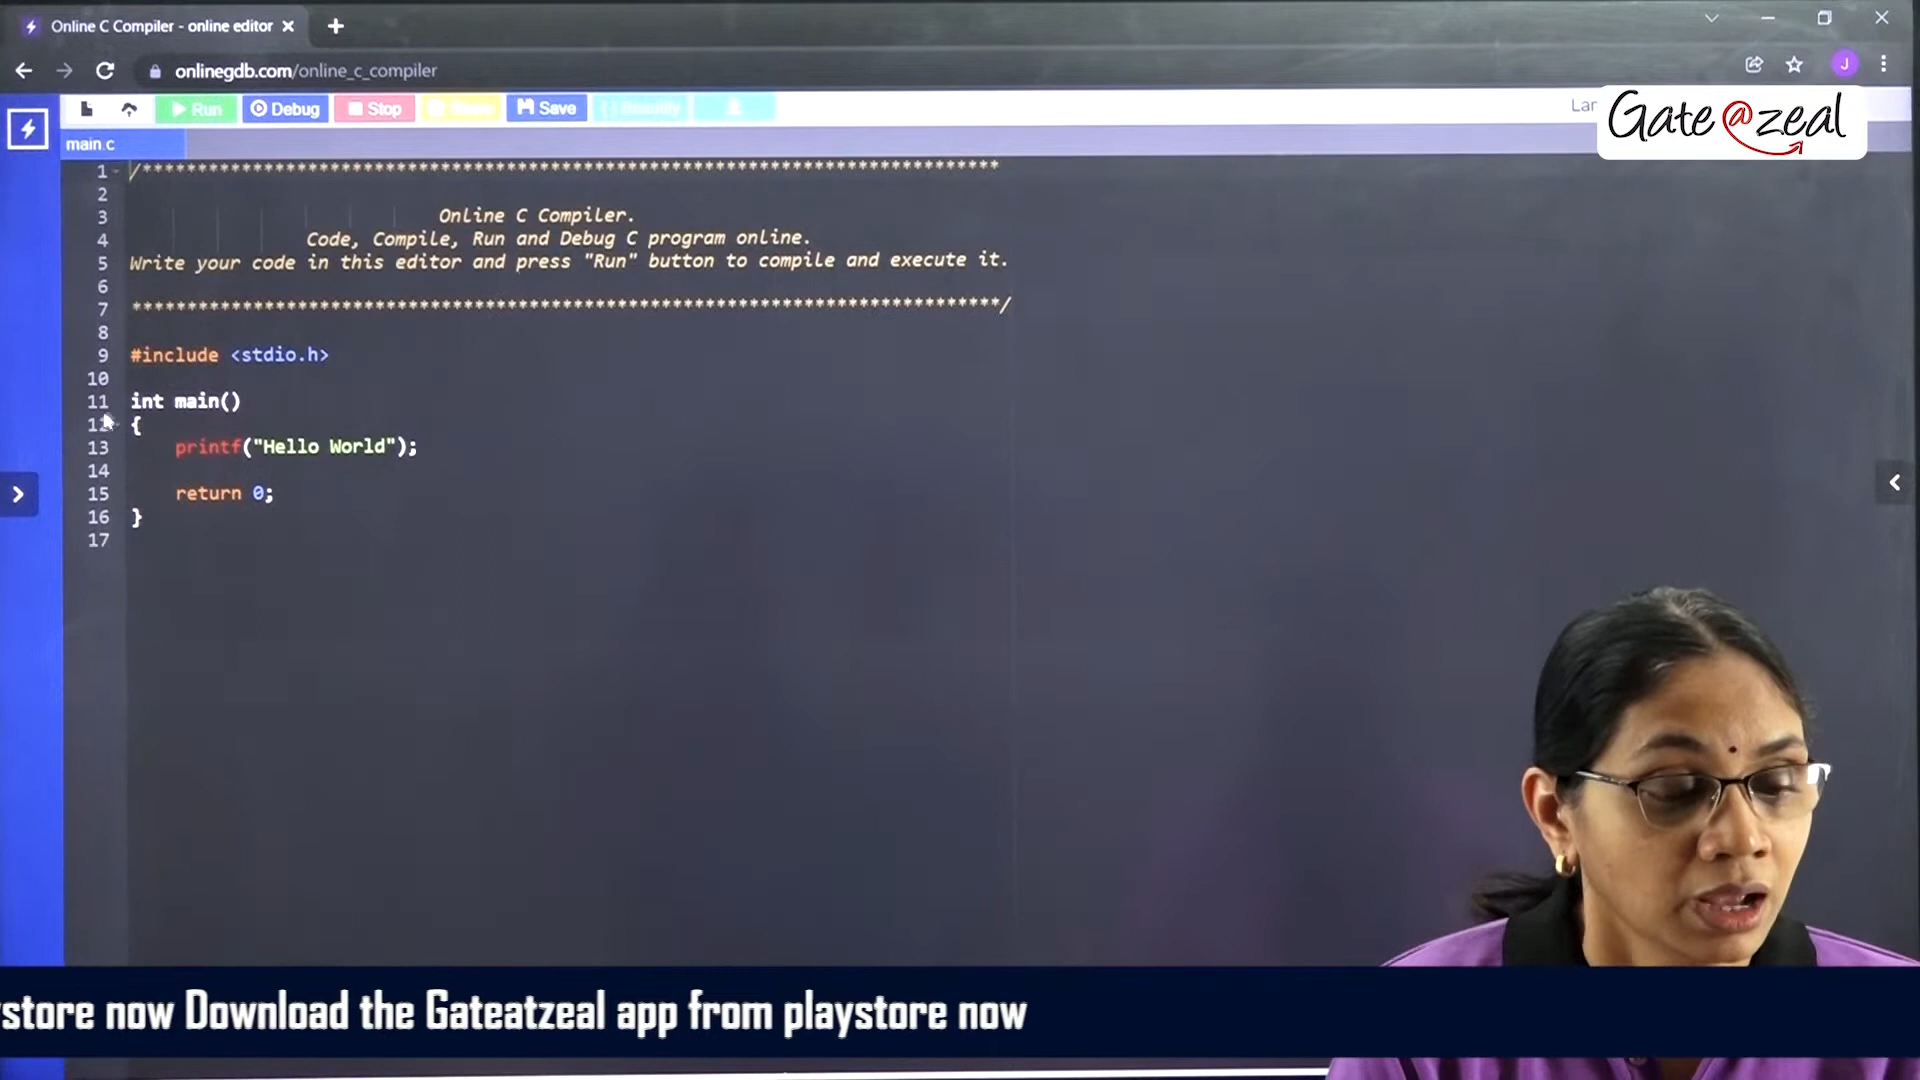 Online C Compiler - online editor
onlinegdb.com/online_c_compiler
J
Run
Debug
Stop
Share
Save
{ } Beautify
Lan
Gate@zeal
main.c
1 /******************************************************************************
2
3 Online C Compiler.
4 Code, Compile, Run and Debug C program online.
5 Write your code in this editor and press "Run" button to compile and execute it.
6
7 *******************************************************************************/
8
9 #include <stdio.h>
10
11 int main()
12 {
13 printf("Hello World");
14
15 return 0;
16 }
17
store now Download the Gateatzeal app from playstore now